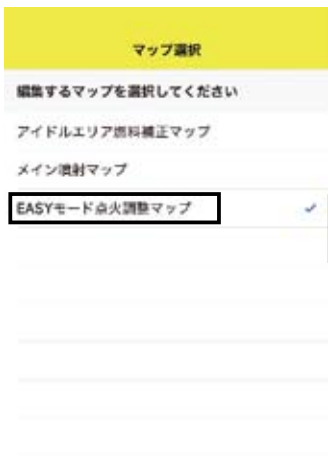 マップ選択
編集するマップを選択してください
アイドルエリア燃料補正マップ
メイン噴射マップ
EASYモード点火調整マップ